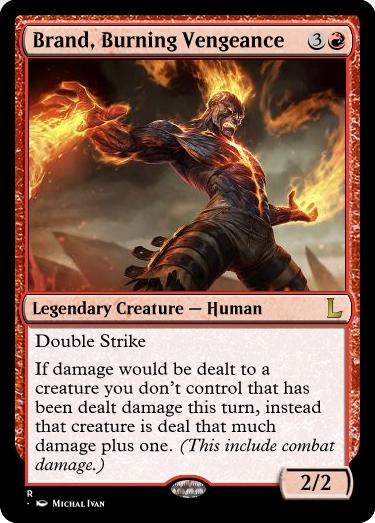 Brand, Burning Vengeance 3
Legendary Creature — Human L
Double Strike
If damage would be dealt to a
creature you don't control that has
been dealt damage this turn, instead
that creature is deal that much
damage plus one. (This include combat
damage.)
2/2
R
· Michal Ivan